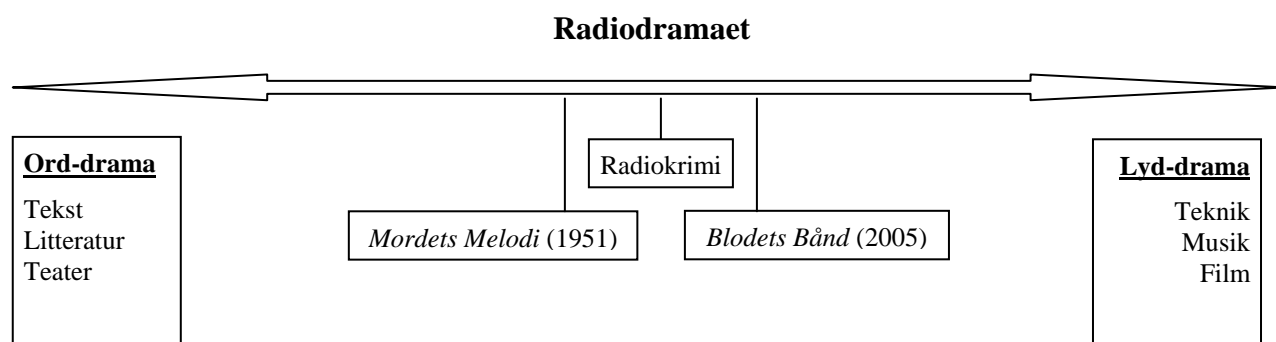 Radiodramaet
Ord-drama
Tekst
Litteratur
Teater
Radiokrimi
Mordets Melodi (1951)
Blodets Bånd (2005)
Lyd-drama
Teknik
Musik
Film